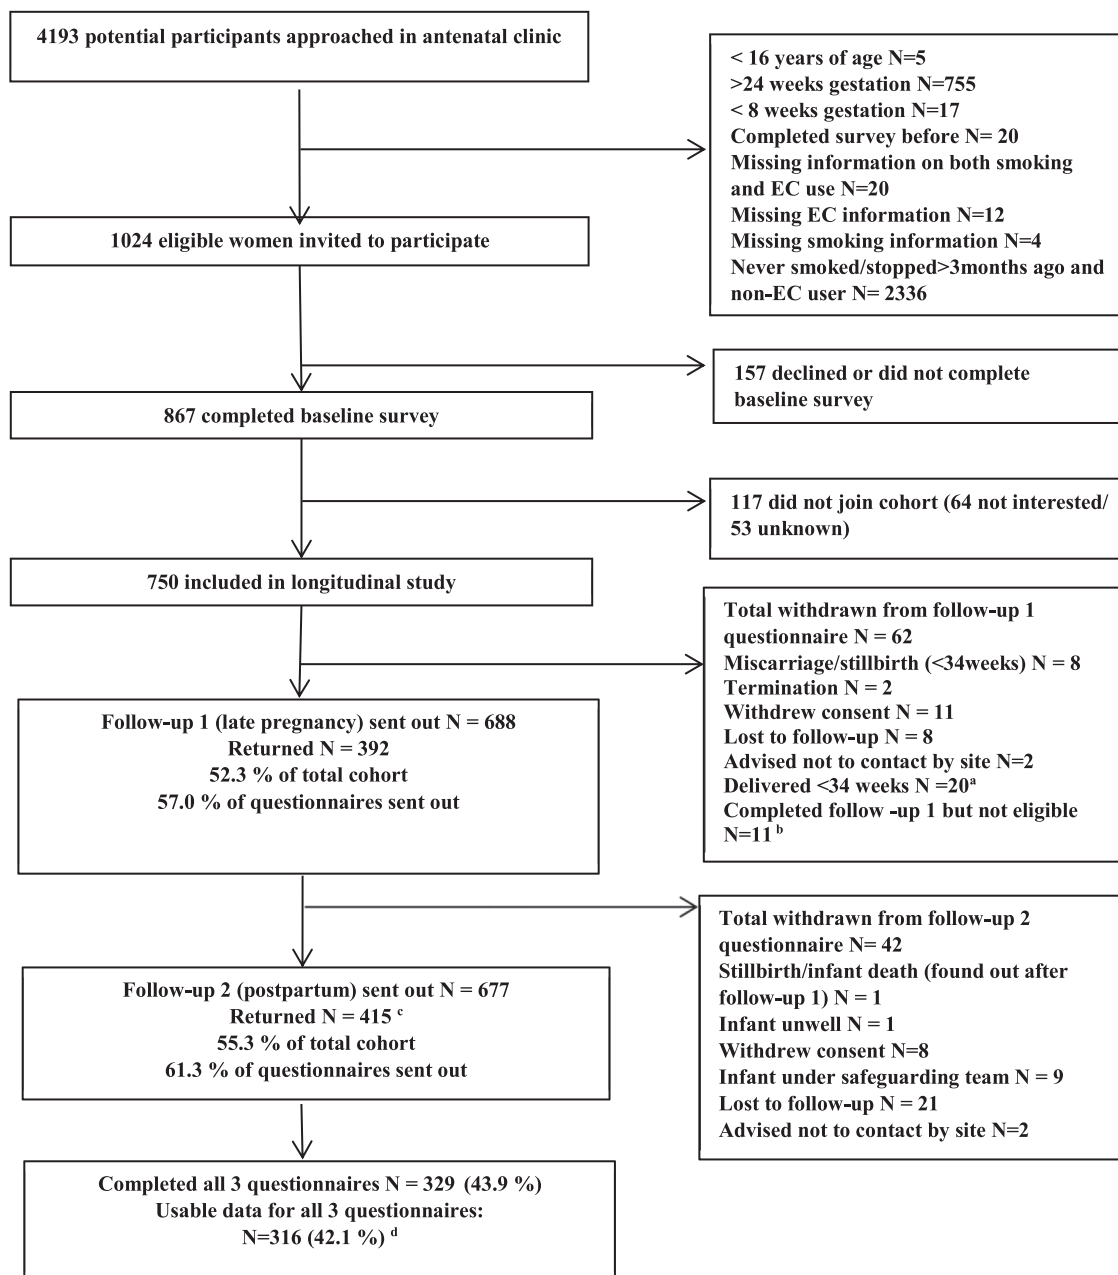 4193 potential participants approached in antenatal clinic
< 16 years of age N=5
>24 weeks gestation N=755
< 8 weeks gestation N=17
Completed survey before N= 20
Missing information on both smoking
and EC use N=20
Missing EC information N=12
Missing smoking information N=4
Never smoked/stopped>3months ago and
non-EC user N= 2336
1024 eligible women invited to participate
157 declined or did not complete
baseline survey
867 completed baseline survey
117 did not join cohort (64 not interested/
53 unknown)
750 included in longitudinal study
Total withdrawn from follow-up 1
questionnaire N = 62
Miscarriage/stillbirth (<34weeks) N = 8
Termination N = 2
Withdrew consent N = 11
Lost to follow-up N = 8
Advised not to contact by site N=2
Delivered <34 weeks N =20a
Completed follow -up 1 but not eligible
N=11 b
Follow-up 1 (late pregnancy) sent out N = 688
Returned N = 392
52.3 % of total cohort
57.0 % of questionnaires sent out
Total withdrawn from follow-up 2
questionnaire N= 42
Stillbirth/infant death (found out after
follow-up 1) N = 1
Infant unwell N = 1
Withdrew consent N=8
Infant under safeguarding team N = 9
Lost to follow-up N = 21
Advised not to contact by site N=2
Follow-up 2 (postpartum) sent out N = 677
Returned N = 415 c
55.3 % of total cohort
61.3 % of questionnaires sent out
Completed all 3 questionnaires N = 329 (43.9 %)
Usable data for all 3 questionnaires:
N=316 (42.1 %) d